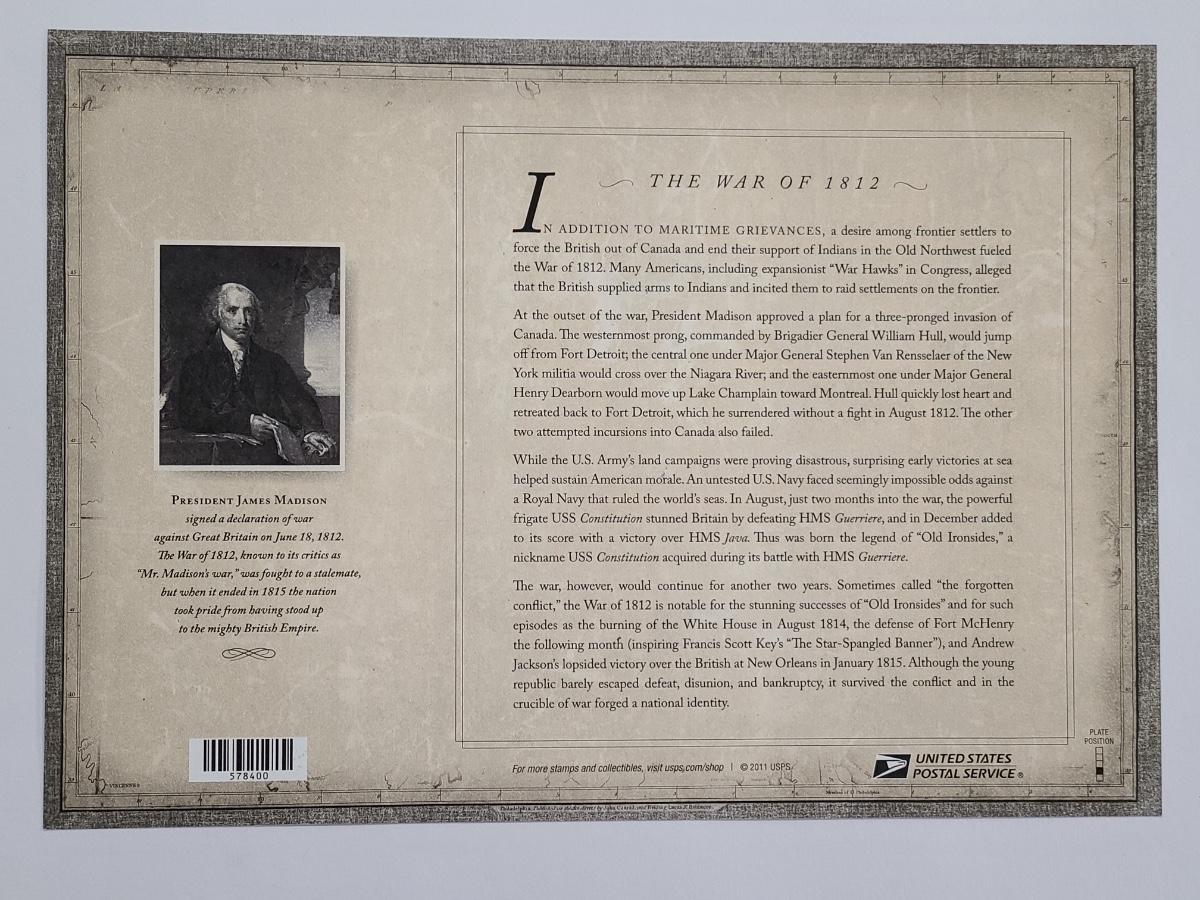 PRESIDENT JAMES MADISON
signed a declaration of war
against Great Britain on June 18, 1812.
The War of 1812, known to its critics as
“Mr. Madison’s war,” was fought to a stalemate,
but when it ended in 1815 the nation
took pride from having stood up
to the mighty British Empire.
578400
THE WAR OF 1812
IN ADDITION TO MARITIME GRIEVANCES, a desire among frontier settlers to
force the British out of Canada and end their support of Indians in the Old Northwest fueled
the War of 1812. Many Americans, including expansionist “War Hawks” in Congress, alleged
that the British supplied arms to Indians and incited them to raid settlements on the frontier.
At the outset of the war, President Madison approved a plan for a three-pronged invasion of
Canada. The westernmost prong, commanded by Brigadier General William Hull, would jump
off from Fort Detroit; the central one under Major General Stephen Van Rensselaer of the New
York militia would cross over the Niagara River; and the easternmost one under Major General
Henry Dearborn would move up Lake Champlain toward Montreal. Hull quickly lost heart and
retreated back to Fort Detroit, which he surrendered without a fight in August 1812. The other
two attempted incursions into Canada also failed.
While the U.S. Army’s land campaigns were proving disastrous, surprising early victories at sea
helped sustain American morale. An untested U.S. Navy faced seemingly impossible odds against
a Royal Navy that ruled the world’s seas. In August, just two months into the war, the powerful
frigate USS Constitution stunned Britain by defeating HMS Guerriere, and in December added
to its score with a victory over HMS Java. Thus was born the legend of “Old Ironsides,” a
nickname USS Constitution acquired during its battle with HMS Guerriere.
The war, however, would continue for another two years. Sometimes called “the forgotten
conflict,” the War of 1812 is notable for the stunning successes of “Old Ironsides” and for such
episodes as the burning of the White House in August 1814, the defense of Fort McHenry
the following month (inspiring Francis Scott Key’s “The Star-Spangled Banner”), and Andrew
Jackson’s lopsided victory over the British at New Orleans in January 1815. Although the young
republic barely escaped defeat, disunion, and bankruptcy, it survived the conflict and in the
crucible of war forged a national identity.
PLATE
POSITION
For more stamps and collectibles, visit usps.com/shop | © 2011 USPS
UNITED STATES
POSTAL SERVICE®
VINCENNES